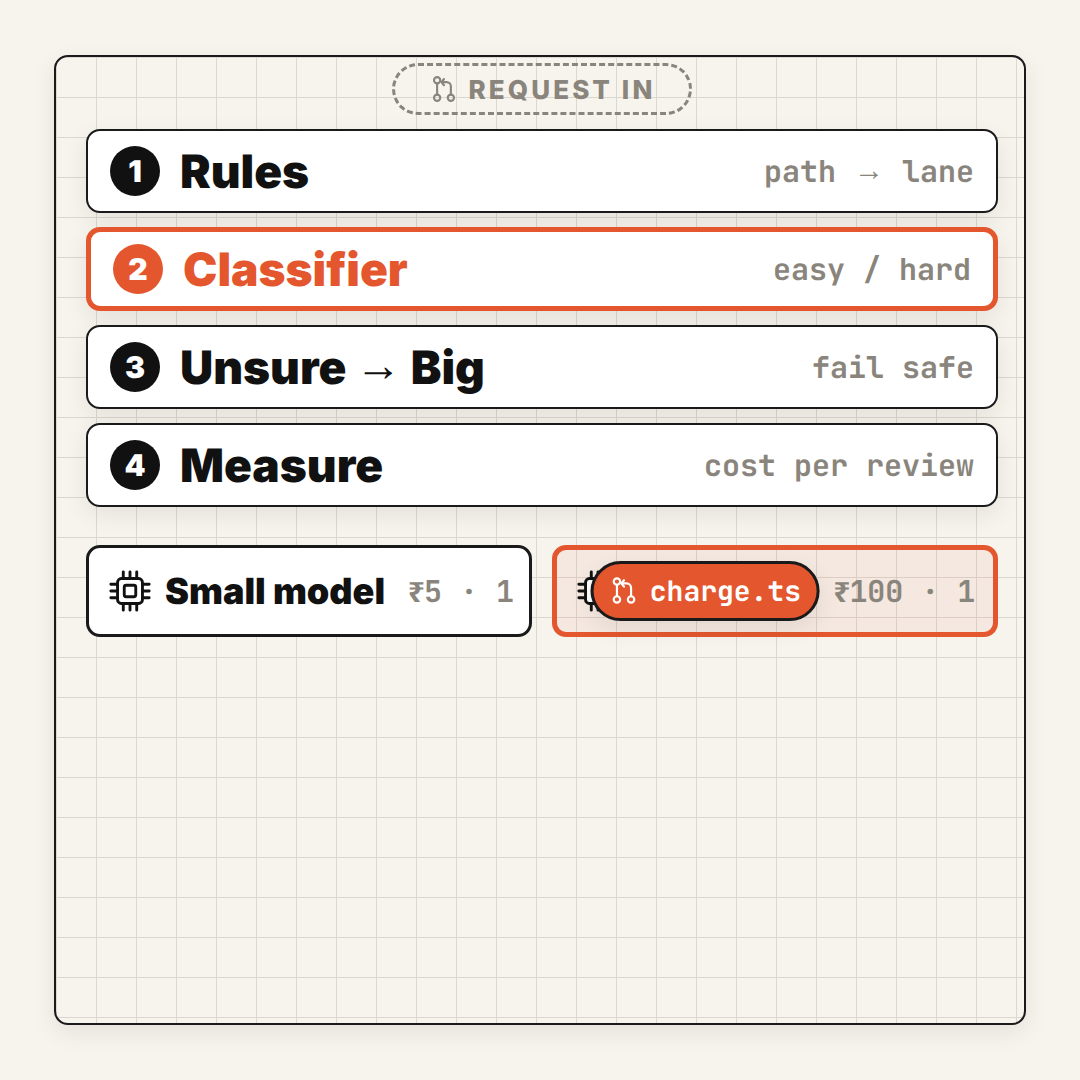 REQUEST IN
1 Rules path → lane
2 Classifier easy / hard
3 Unsure → Big fail safe
4 Measure cost per review
Small model ₹5 · 1
charge.ts ₹100 · 1